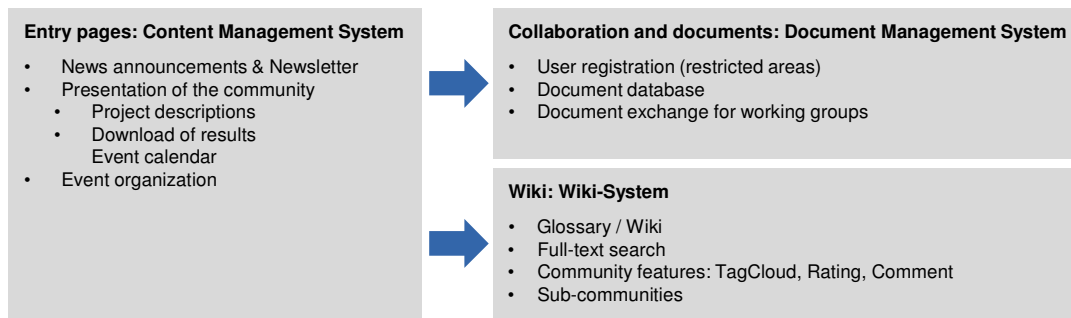 Entry pages: Content Management System
• News announcements & Newsletter
• Presentation of the community
• Project descriptions
• Download of results
Event calendar
• Event organization
Collaboration and documents: Document Management System
• User registration (restricted areas)
• Document database
• Document exchange for working groups
Wiki: Wiki-System
• Glossary / Wiki
• Full-text search
• Community features: TagCloud, Rating, Comment
• Sub-communities